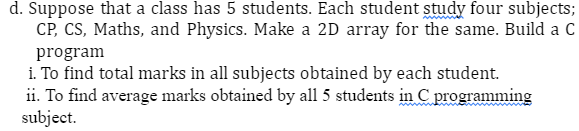 d. Suppose that a class has 5 students. Each student study four subjects;
CP, CS, Maths, and Physics. Make a 2D array for the same. Build a C
program
i. To find total marks in all subjects obtained by each student.
ii. To find average marks obtained by all 5 students in C programming
subject.